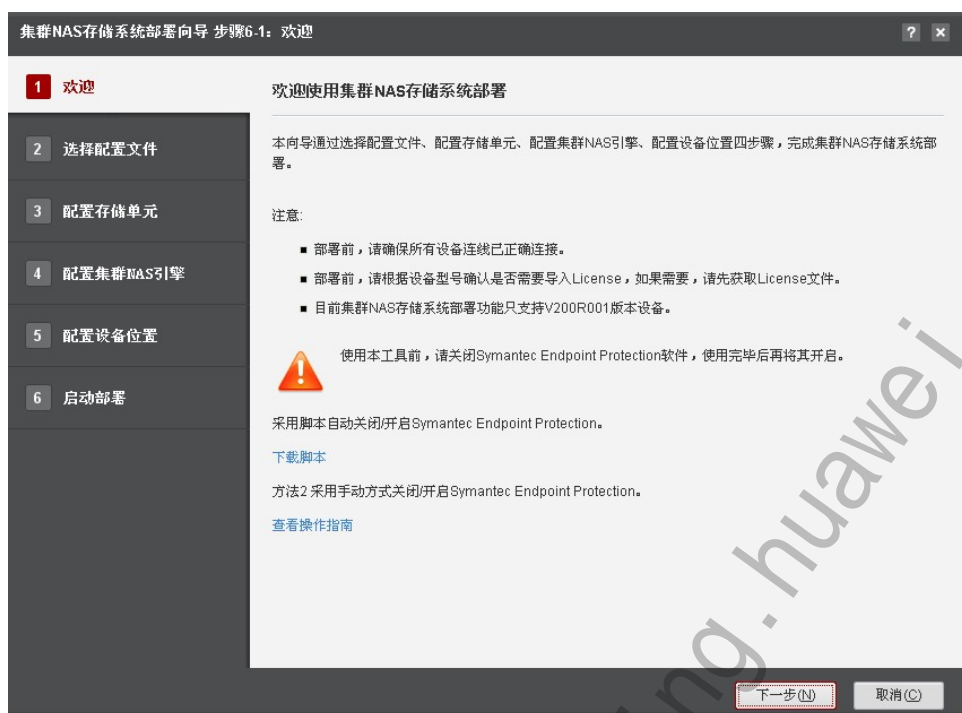 集群NAS存储系统部署向导 步骤6-1：欢迎
? ×
1 欢迎
2 选择配置文件
3 配置存储单元
4 配置集群NAS引擎
5 配置设备位置
6 启动部署
欢迎使用集群NAS存储系统部署
本向导通过选择配置文件、配置存储单元、配置集群NAS引擎、配置设备位置四步骤，完成集群NAS存储系统部
署。
注意:
■ 部署前，请确保所有设备连线已正确连接。
■ 部署前，请根据设备型号确认是否需要导入License，如果需要，请先获取License文件。
■ 目前集群NAS存储系统部署功能只支持V200R001版本设备。
使用本工具前，请关闭Symantec Endpoint Protection软件，使用完毕后再将其开启。
采用脚本自动关闭/开启Symantec Endpoint Protection。
下载脚本
方法2 采用手动方式关闭/开启Symantec Endpoint Protection。
查看操作指南
下一步(N)
取消(C)
ng.huawei